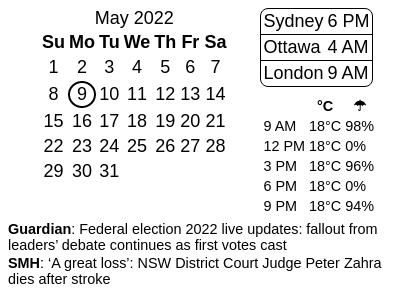 May 2022
Su Mo Tu We Th Fr Sa
1 2 3 4 5 6 7
8 9 10 11 12 13 14
15 16 17 18 19 20 21
22 23 24 25 26 27 28
29 30 31
Sydney 6 PM
Ottawa 4 AM
London 9 AM
°C ☂
9 AM 18°C 98%
12 PM 18°C 0%
3 PM 18°C 96%
6 PM 18°C 0%
9 PM 18°C 94%
Guardian: Federal election 2022 live updates: fallout from
leaders’ debate continues as first votes cast
SMH: ‘A great loss’: NSW District Court Judge Peter Zahra
dies after stroke